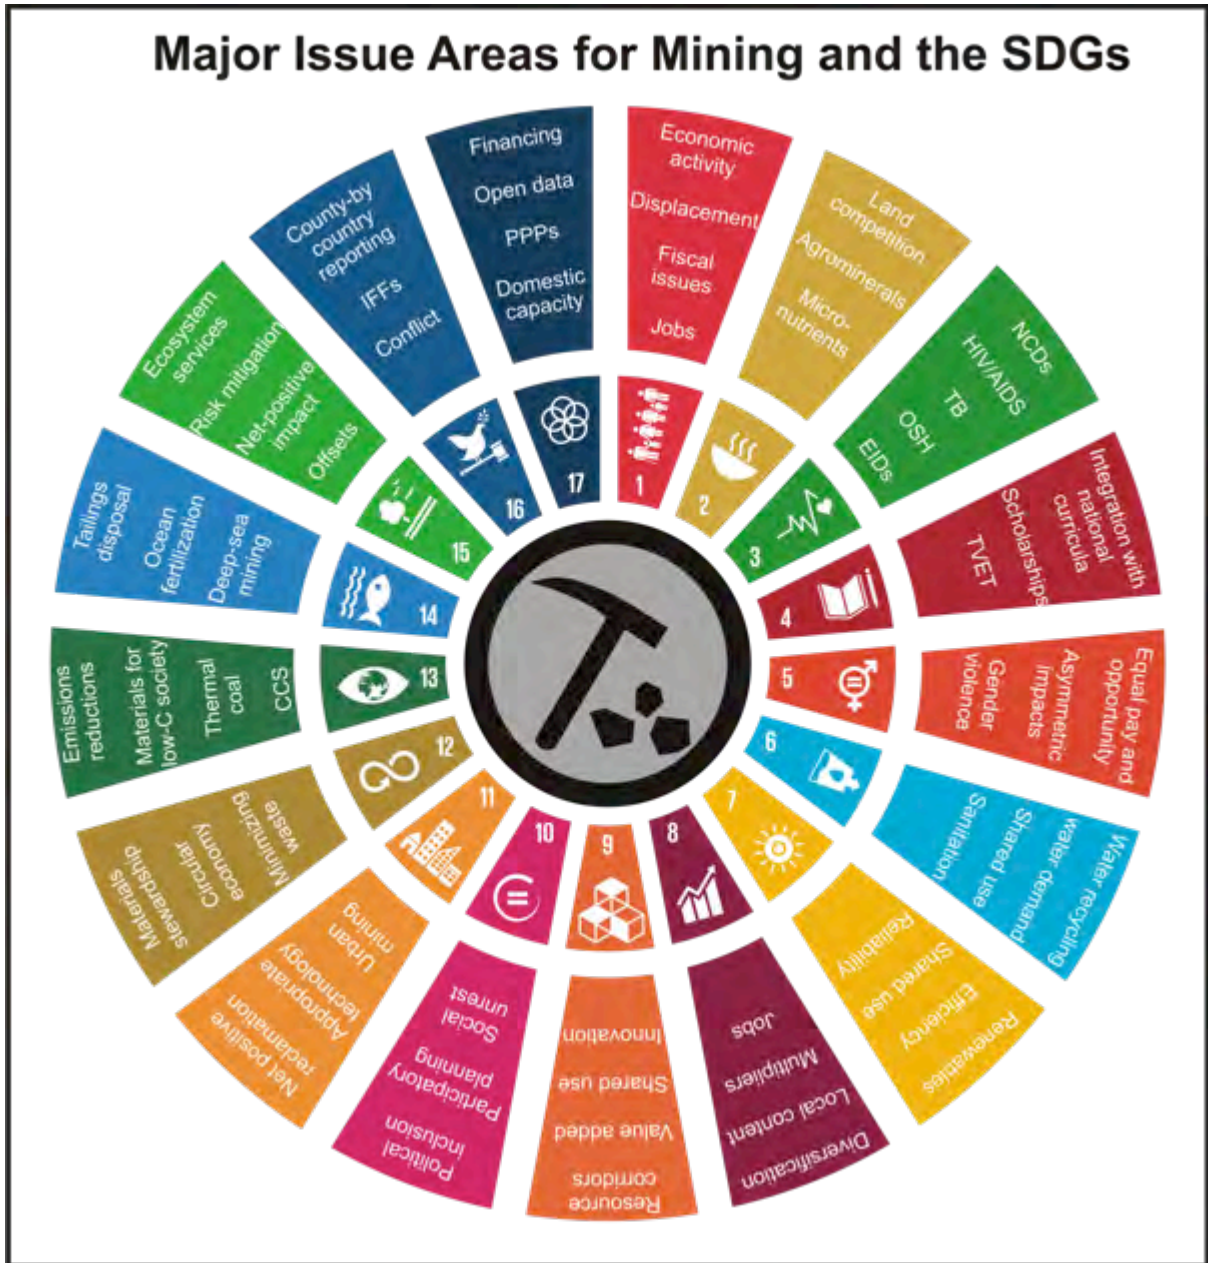 Major Issue Areas for Mining and the SDGs
Economic
activity
Displacement
Fiscal
issues
Jobs
1
Land
competition
Agrominerals
Micro-
nutrients
2
NCDs
HIV/AIDS
TB
OSH
EIDs
3
Integration with
national
curricula
Scholarships
TVET
4
Equal pay and
opportunity
Asymmetric
impacts
Gender
violence
5
Water recycling
water demand
Shared use
Sanitation
6
Renewables
Efficiency
Shared use
Reliability
7
Jobs
Multipliers
Local content
Diversification
8
Innovation
Shared use
Value added
Resource
corridors
9
Social
unrest
Participatory
planning
Political
inclusion
10
Urban
mining
Appropriate
technology
Net positive
reclamation
11
Minimizing
waste
Circular
economy
Materials
stewardship
12
Emissions
reductions
Materials for
low-C society
Thermal
coal
CCS
13
Tailings
disposal
Ocean
fertilization
Deep-sea
mining
14
Ecosystem
services
Risk mitigation
Net-positive
impact
Offsets
15
County-by
country
reporting
IFFs
Conflict
16
Financing
Open data
PPPs
Domestic
capacity
17